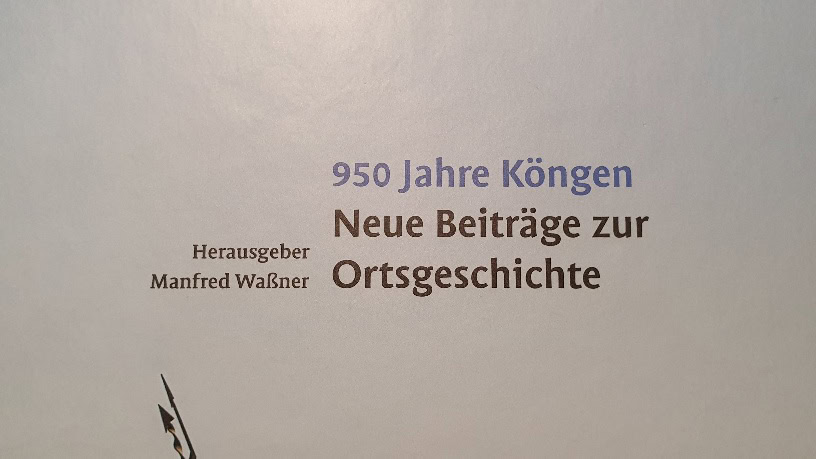 950 Jahre Köngen
Neue Beiträge zur
Ortsgeschichte
Herausgeber
Manfred Waßner